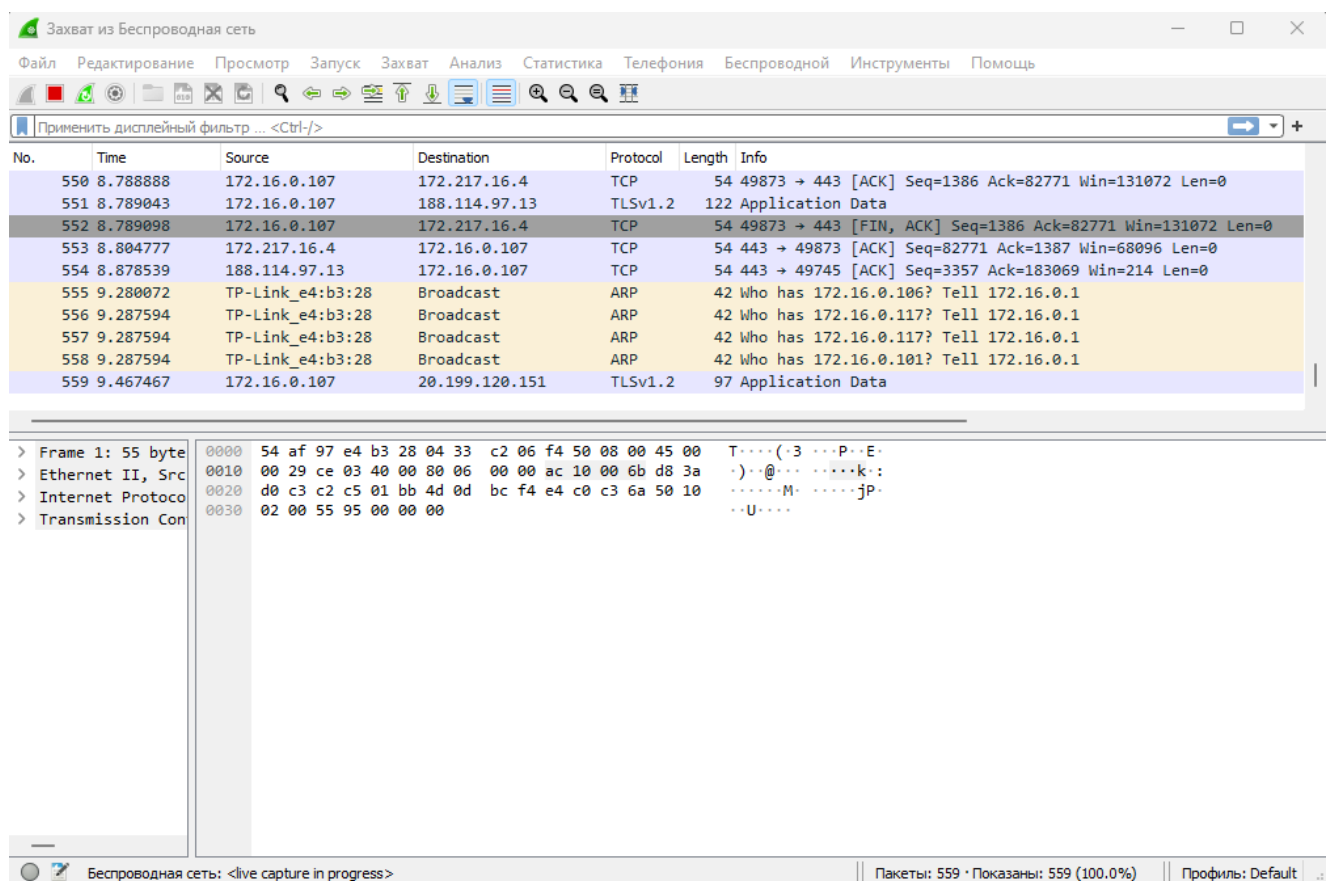 Захват из Беспроводная сеть
Файл Редактирование Просмотр Запуск Захват Анализ Статистика Телефония Беспроводной Инструменты Помощь
Применить дисплейный фильтр ... <Ctrl-/>
No. Time Source Destination Protocol Length Info
550 8.788888 172.16.0.107 172.217.16.4 TCP 54 49873 → 443 [ACK] Seq=1386 Ack=82771 Win=131072 Len=0
551 8.789043 172.16.0.107 188.114.97.13 TLSv1.2 122 Application Data
552 8.789098 172.16.0.107 172.217.16.4 TCP 54 49873 → 443 [FIN, ACK] Seq=1386 Ack=82771 Win=131072 Len=0
553 8.804777 172.217.16.4 172.16.0.107 TCP 54 443 → 49873 [ACK] Seq=82771 Ack=1387 Win=68096 Len=0
554 8.878539 188.114.97.13 172.16.0.107 TCP 54 443 → 49745 [ACK] Seq=3357 Ack=183069 Win=214 Len=0
555 9.280072 TP-Link_e4:b3:28 Broadcast ARP 42 Who has 172.16.0.106? Tell 172.16.0.1
556 9.287594 TP-Link_e4:b3:28 Broadcast ARP 42 Who has 172.16.0.117? Tell 172.16.0.1
557 9.287594 TP-Link_e4:b3:28 Broadcast ARP 42 Who has 172.16.0.117? Tell 172.16.0.1
558 9.287594 TP-Link_e4:b3:28 Broadcast ARP 42 Who has 172.16.0.101? Tell 172.16.0.1
559 9.467467 172.16.0.107 20.199.120.151 TLSv1.2 97 Application Data
> Frame 1: 55 byte
> Ethernet II, Src
> Internet Protoco
> Transmission Con
0000 54 af 97 e4 b3 28 04 33 c2 06 f4 50 08 00 45 00 T····(·3 ···P··E·
0010 00 29 ce 03 40 00 80 06 00 00 ac 10 00 6b d8 3a ·)··@··· ·····k·:
0020 d0 c3 c2 c5 01 bb 4d 0d bc f4 e4 c0 c3 6a 50 10 ······M· ·····jP·
0030 02 00 55 95 00 00 00 ··U····
Беспроводная сеть: <live capture in progress> Пакеты: 559 · Показаны: 559 (100.0%) Профиль: Default